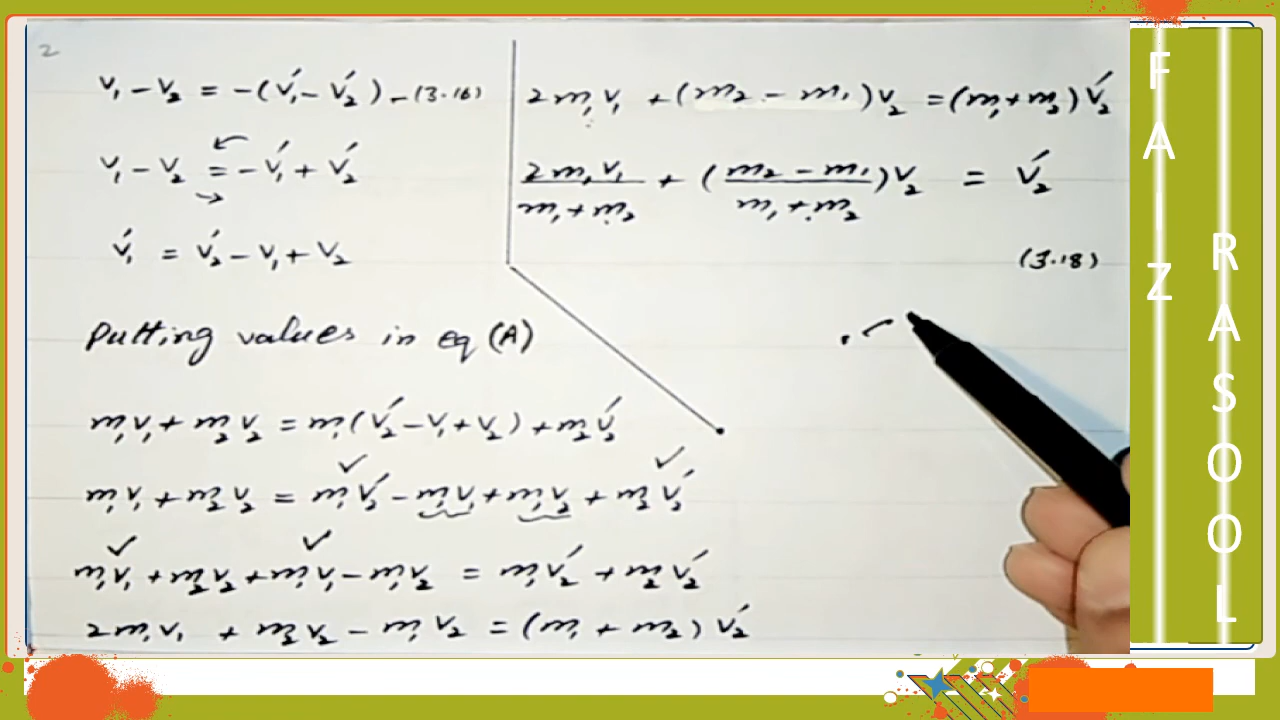 2
v₁ - v₂ = -(v₁′ - v₂′) - (3.16)
v₁ - v₂ = - v₁′ + v₂′
v₁′ = v₂′ - v₁ + v₂
Putting values in eq (A)
m₁v₁ + m₂v₂ = m₁(v₂′ - v₁ + v₂) + m₂v₂′
m₁v₁ + m₂v₂ = m₁v₂′ - m₁v₁ + m₁v₂ + m₂v₂′
m₁v₁ + m₂v₂ + m₁v₁ - m₁v₂ = m₁v₂′ + m₂v₂′
2m₁v₁ + m₂v₂ - m₁v₂ = (m₁ + m₂) v₂′
2m₁v₁ + (m₂ - m₁)v₂ = (m₁ + m₂) v₂′
2m₁v₁/m₁ + m₂ + (m₂ - m₁/m₁ + m₂)v₂ = v₂′
(3.18)
FAIZ
RASOOL